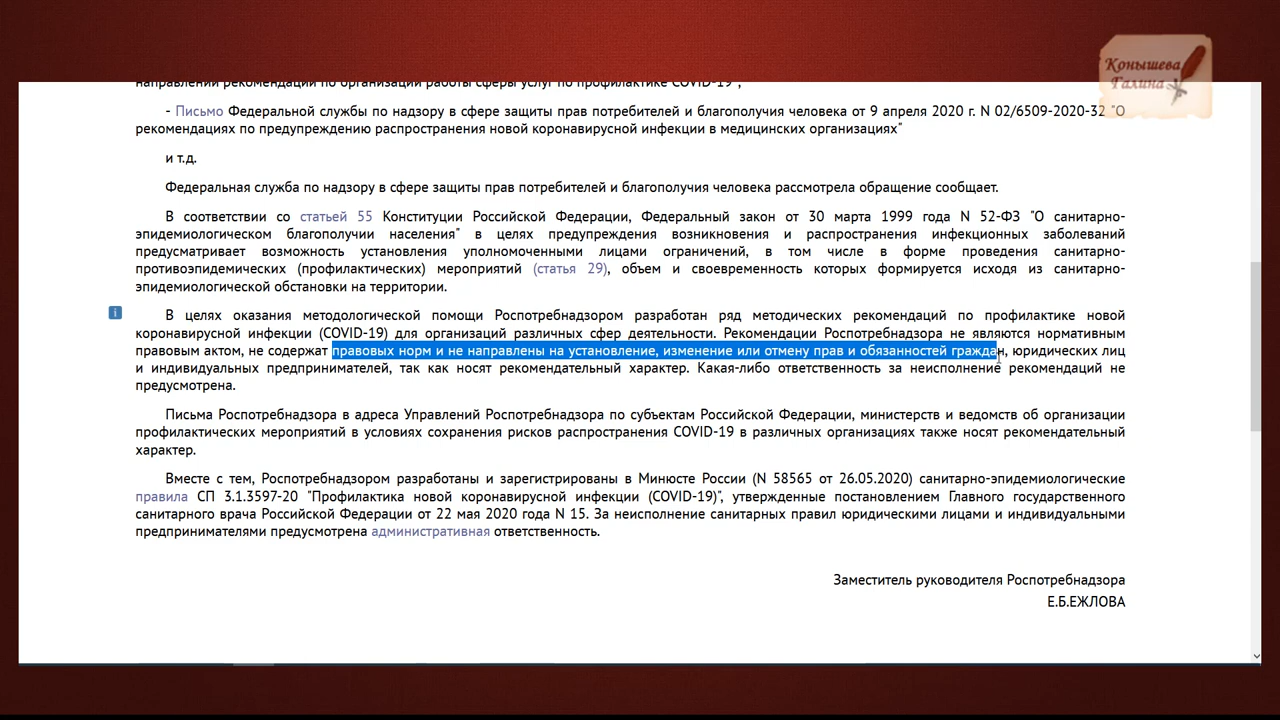 Конышева
Галина
направлении рекомендаций по организации работы сферы услуг по профилактике COVID-19";
- Письмо Федеральной службы по надзору в сфере защиты прав потребителей и благополучия человека от 9 апреля 2020 г. N 02/6509-2020-32 "О
рекомендациях по предупреждению распространения новой коронавирусной инфекции в медицинских организациях"
и т.д.
Федеральная служба по надзору в сфере защиты прав потребителей и благополучия человека рассмотрела обращение сообщает.
В соответствии со статьей 55 Конституции Российской Федерации, Федеральный закон от 30 марта 1999 года N 52-ФЗ "О санитарно-
эпидемиологическом благополучии населения" в целях предупреждения возникновения и распространения инфекционных заболеваний
предусматривает возможность установления уполномоченными лицами ограничений, в том числе в форме проведения санитарно-
противоэпидемических (профилактических) мероприятий (статья 29), объем и своевременность которых формируется исходя из санитарно-
эпидемиологической обстановки на территории.
В целях оказания методологической помощи Роспотребнадзором разработан ряд методических рекомендаций по профилактике новой
коронавирусной инфекции (COVID-19) для организаций различных сфер деятельности. Рекомендации Роспотребнадзора не являются нормативным
правовым актом, не содержат правовых норм и не направлены на установление, изменение или отмену прав и обязанностей граждан, юридических лиц
и индивидуальных предпринимателей, так как носят рекомендательный характер. Какая-либо ответственность за неисполнение рекомендаций не
предусмотрена.
Письма Роспотребнадзора в адреса Управлений Роспотребнадзора по субъектам Российской Федерации, министерств и ведомств об организации
профилактических мероприятий в условиях сохранения рисков распространения COVID-19 в различных организациях также носят рекомендательный
характер.
Вместе с тем, Роспотребнадзором разработаны и зарегистрированы в Минюсте России (N 58565 от 26.05.2020) санитарно-эпидемиологические
правила СП 3.1.3597-20 "Профилактика новой коронавирусной инфекции (COVID-19)", утвержденные постановлением Главного государственного
санитарного врача Российской Федерации от 22 мая 2020 года N 15. За неисполнение санитарных правил юридическими лицами и индивидуальными
предпринимателями предусмотрена административная ответственность.
Заместитель руководителя Роспотребнадзора
Е.Б.ЕЖЛОВА